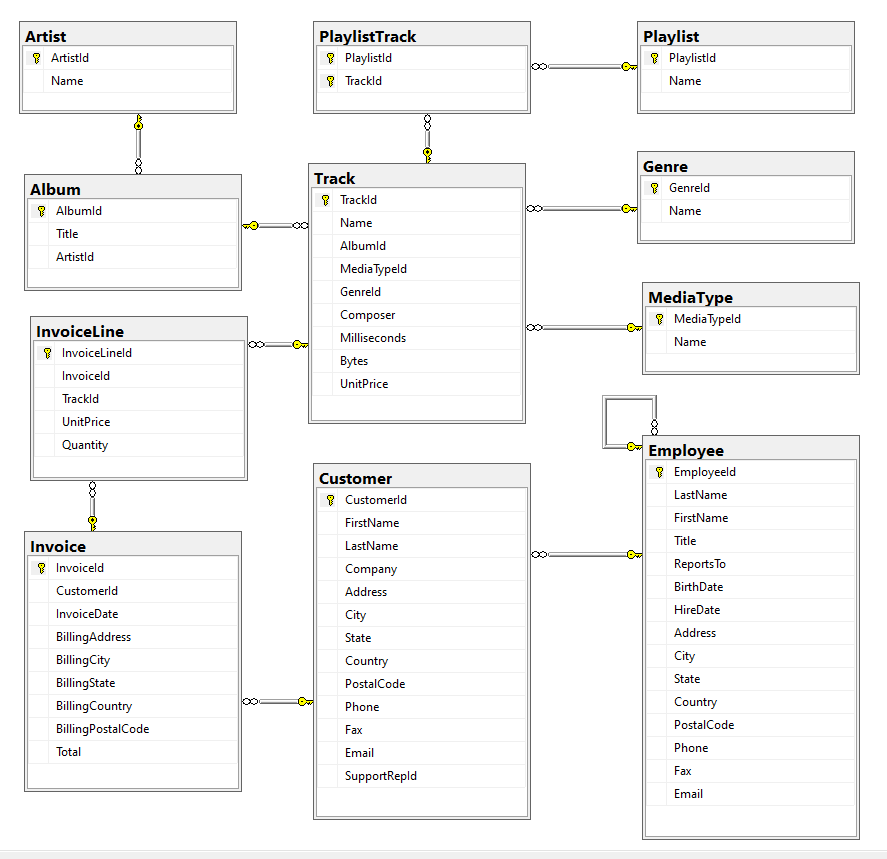 Artist
ArtistId
Name
PlaylistTrack
PlaylistId
TrackId
Playlist
PlaylistId
Name
Album
AlbumId
Title
ArtistId
Track
TrackId
Name
AlbumId
MediaTypeId
GenreId
Composer
Milliseconds
Bytes
UnitPrice
Genre
GenreId
Name
MediaType
MediaTypeId
Name
InvoiceLine
InvoiceLineId
InvoiceId
TrackId
UnitPrice
Quantity
Invoice
InvoiceId
CustomerId
InvoiceDate
BillingAddress
BillingCity
BillingState
BillingCountry
BillingPostalCode
Total
Customer
CustomerId
FirstName
LastName
Company
Address
City
State
Country
PostalCode
Phone
Fax
Email
SupportRepId
Employee
EmployeeId
LastName
FirstName
Title
ReportsTo
BirthDate
HireDate
Address
City
State
Country
PostalCode
Phone
Fax
Email